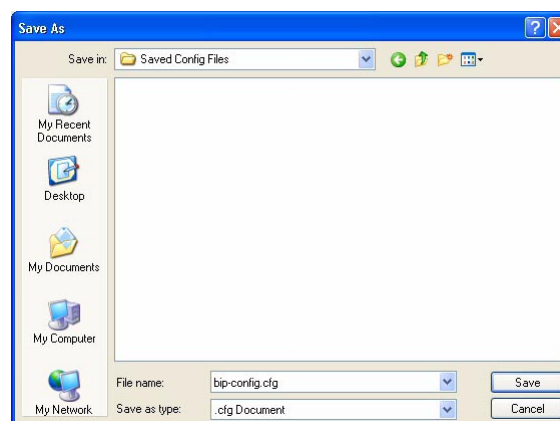 Save As
Save in:
Saved Config Files
My Recent
Documents
Desktop
My Documents
My Computer
My Network
File name:
bip-config.cfg
Save
Save as type:
.cfg Document
Cancel